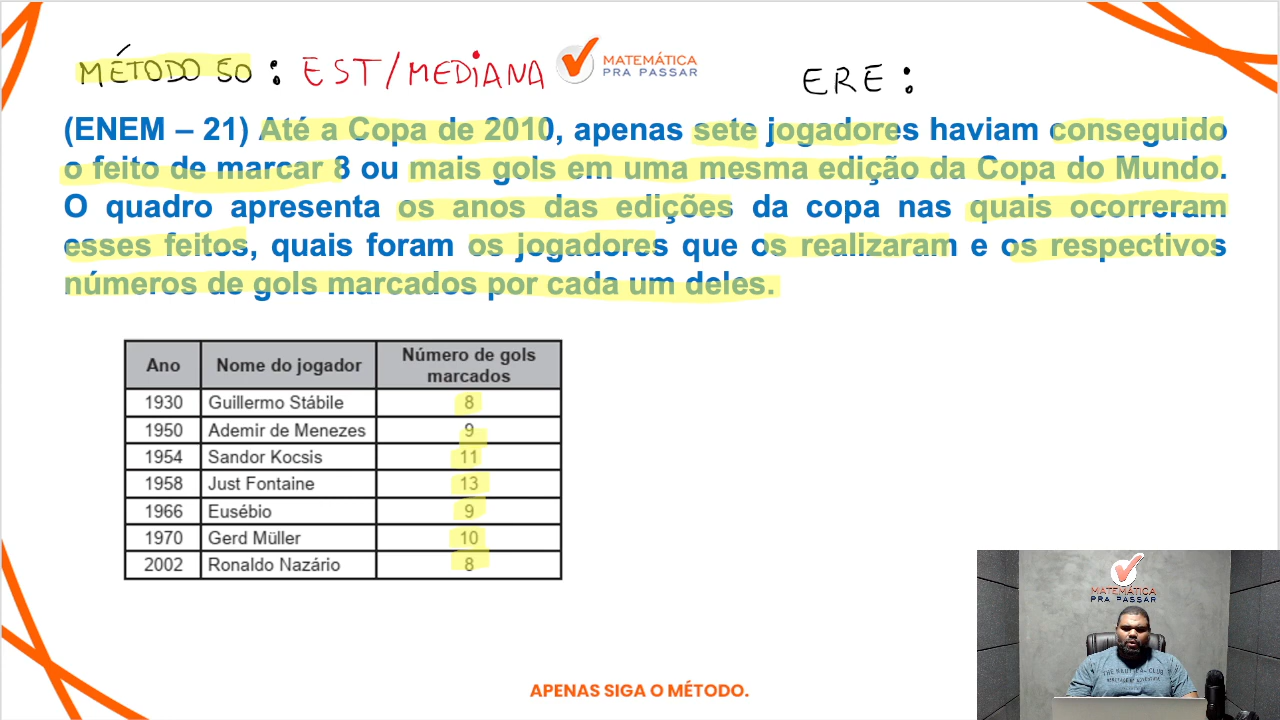 MÉTODO 50 : EST/MEDIANA
MATEMÁTICA
PRA PASSAR
ERE :
(ENEM – 21) Até a Copa de 2010, apenas sete jogadores haviam conseguido
o feito de marcar 8 ou mais gols em uma mesma edição da Copa do Mundo.
O quadro apresenta os anos das edições da copa nas quais ocorreram
esses feitos, quais foram os jogadores que os realizaram e os respectivos
números de gols marcados por cada um deles.
Ano Nome do jogador Número de gols marcados
1930 Guillermo Stábile 8
1950 Ademir de Menezes 9
1954 Sandor Kocsis 11
1958 Just Fontaine 13
1966 Eusébio 9
1970 Gerd Müller 10
2002 Ronaldo Nazário 8
MATEMÁTICA
PRA PASSAR
APENAS SIGA O MÉTODO.